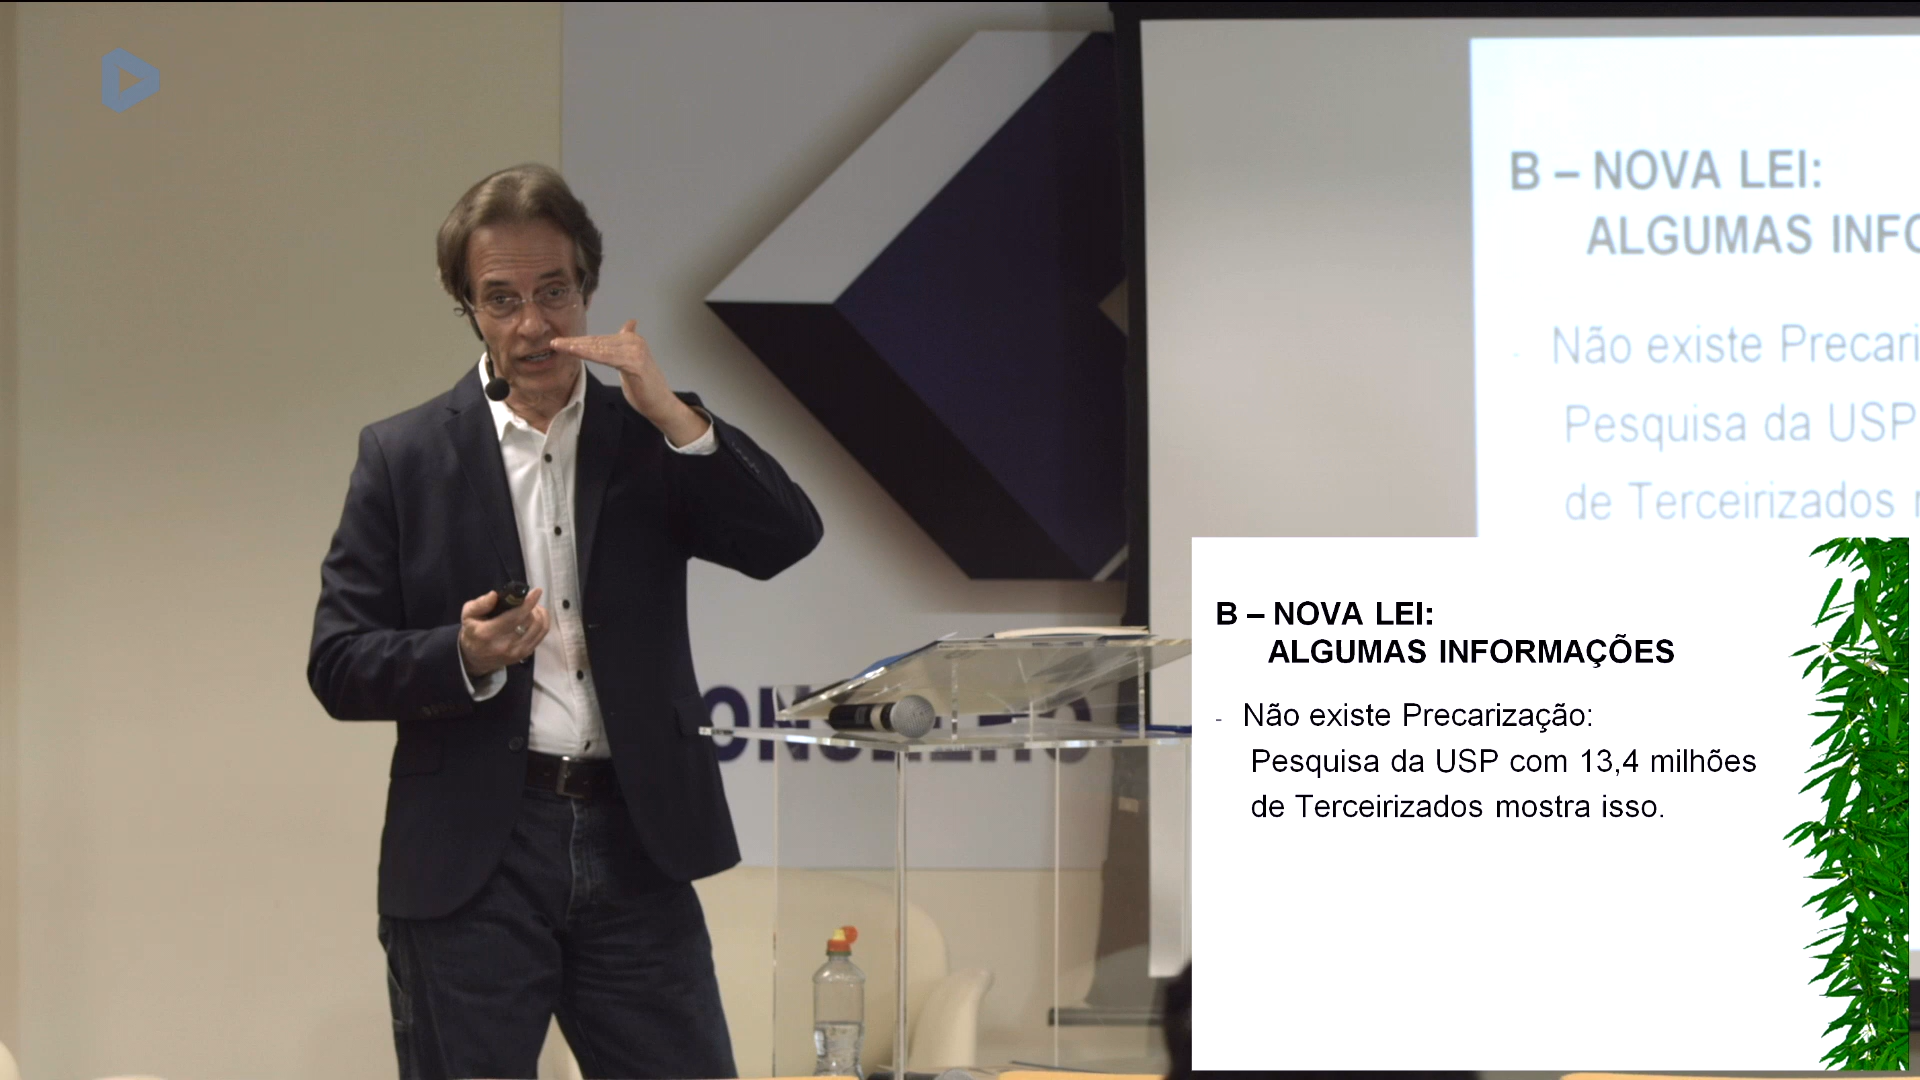 B – NOVA LEI:
ALGUMAS INFO
- Não existe Precari
Pesquisa da USP
de Terceirizados
B – NOVA LEI:
ALGUMAS INFORMAÇÕES
- Não existe Precarização:
Pesquisa da USP com 13,4 milhões
de Terceirizados mostra isso.